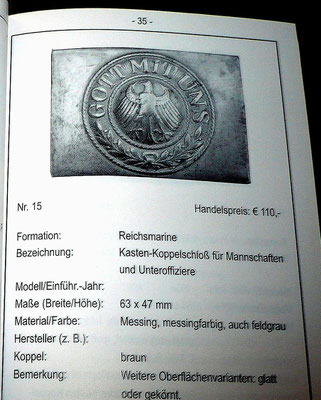 - 35 -
GOTT MIT UNS
Nr. 15 Handelspreis: € 110,-
Formation: Reichsmarine
Bezeichnung: Kasten-Koppelschloß für Mannschaften
und Unteroffiziere
Modell/Einführ.-Jahr:
Maße (Breite/Höhe): 63 x 47 mm
Material/Farbe: Messing, messingfarbig, auch feldgrau
Hersteller (z. B.):
Koppel: braun
Bemerkung: Weitere Oberflächenvarianten: glatt
oder gekörnt.